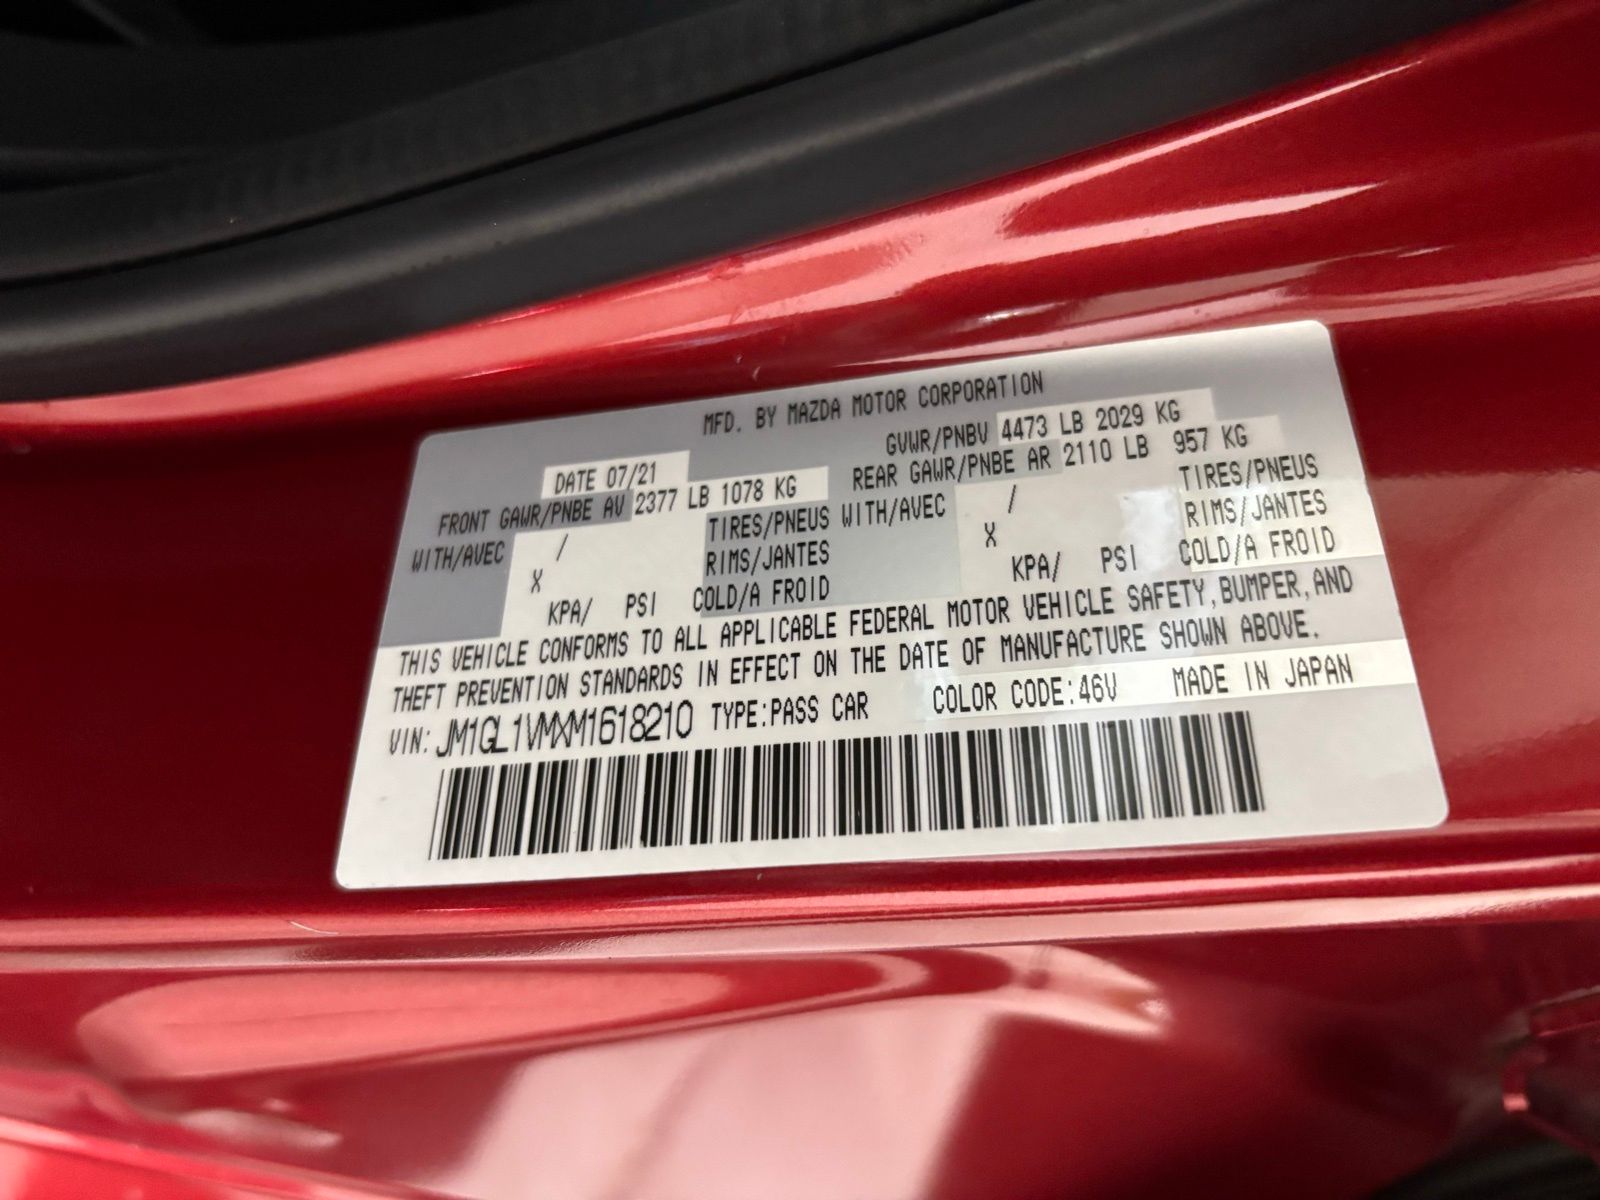 MFD. BY MAZDA MOTOR CORPORATION
DATE 07/21 GVWR/PNBV 4473 LB 2029 KG
FRONT GAWR/PNBE AV 2377 LB 1078 KG REAR GAWR/PNBE AR 2110 LB 957 KG
WITH/AVEC / TIRES/PNEUS WITH/AVEC / TIRES/PNEUS
X RIMS/JANTES X RIMS/JANTES
KPA/ PSI COLD/A FROID KPA/ PSI COLD/A FROID
THIS VEHICLE CONFORMS TO ALL APPLICABLE FEDERAL MOTOR VEHICLE SAFETY, BUMPER, AND
THEFT PREVENTION STANDARDS IN EFFECT ON THE DATE OF MANUFACTURE SHOWN ABOVE.
VIN: JM1GL1VMXM1618210 TYPE:PASS CAR COLOR CODE:46V MADE IN JAPAN